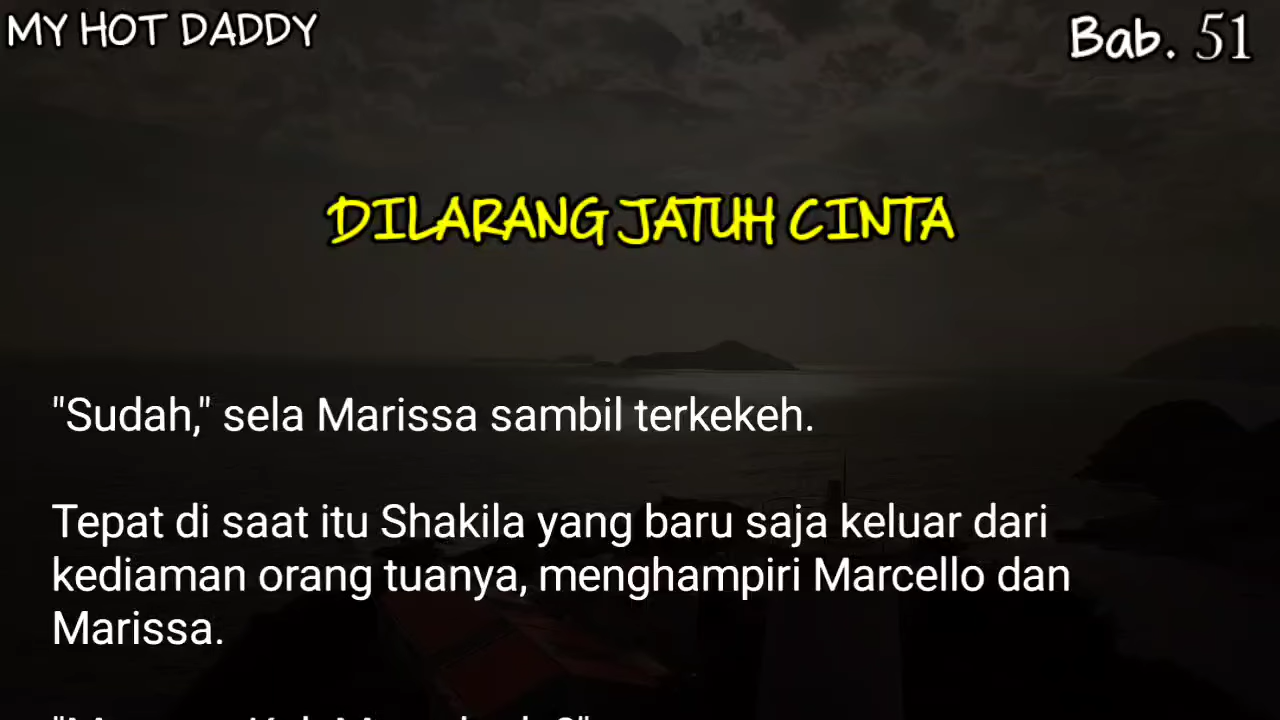 MY HOT DADDY
Bab. 51
DILARANG JATUH CINTA
"Sudah," sela Marissa sambil terkekeh.
Tepat di saat itu Shakila yang baru saja keluar dari
kediaman orang tuanya, menghampiri Marcello dan
Marissa.